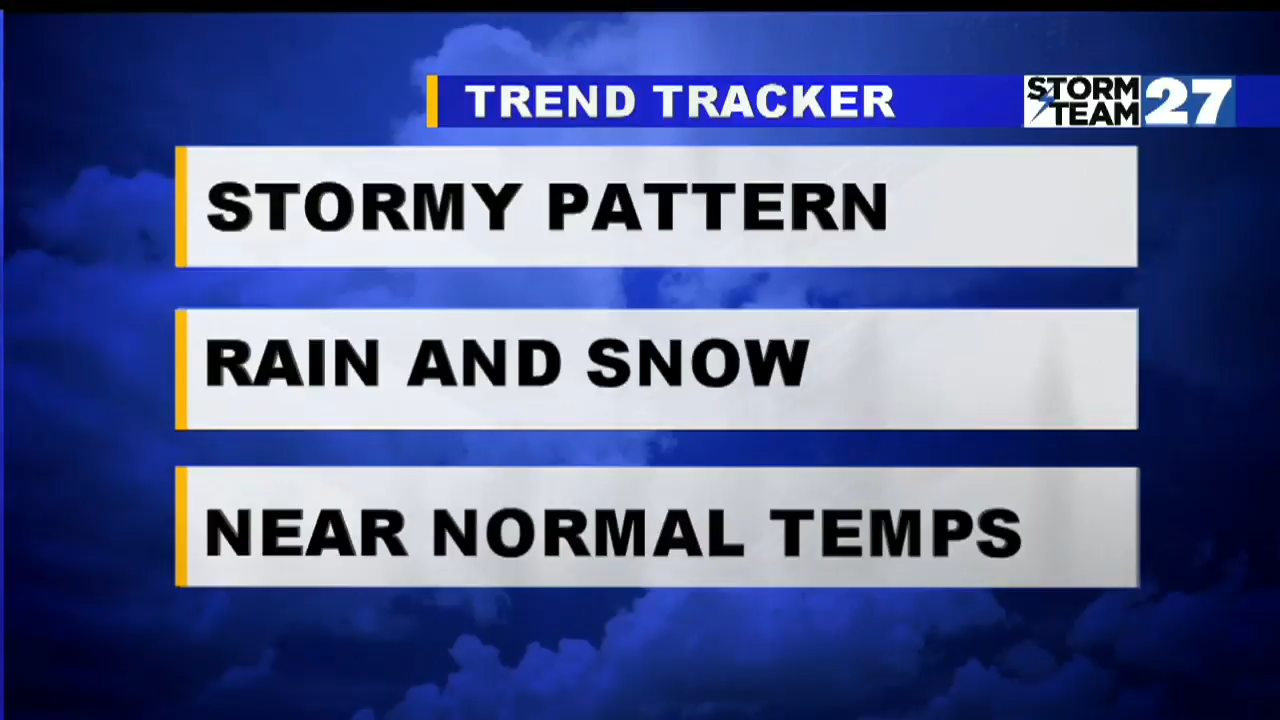 TREND TRACKER
STORM
TEAM
27
STORMY PATTERN
RAIN AND SNOW
NEAR NORMAL TEMPS